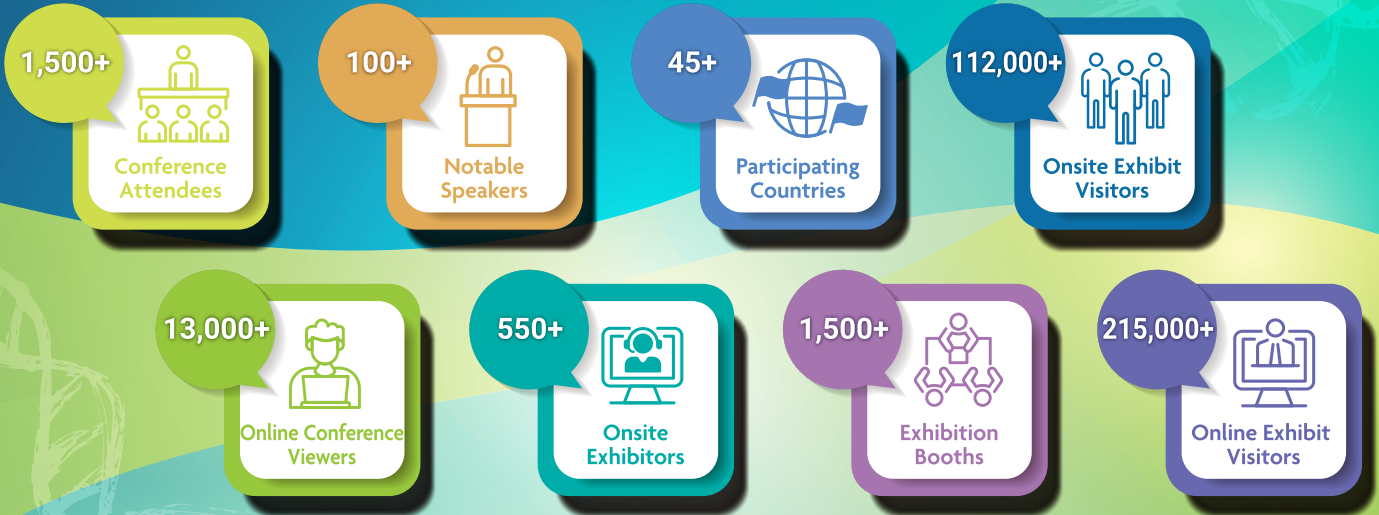 1,500+
Conference
Attendees
100+
Notable
Speakers
45+
Participating
Countries
112,000+
Onsite Exhibit
Visitors
13,000+
Online Conference
Viewers
550+
Onsite
Exhibitors
1,500+
Exhibition
Booths
215,000+
Online Exhibit
Visitors